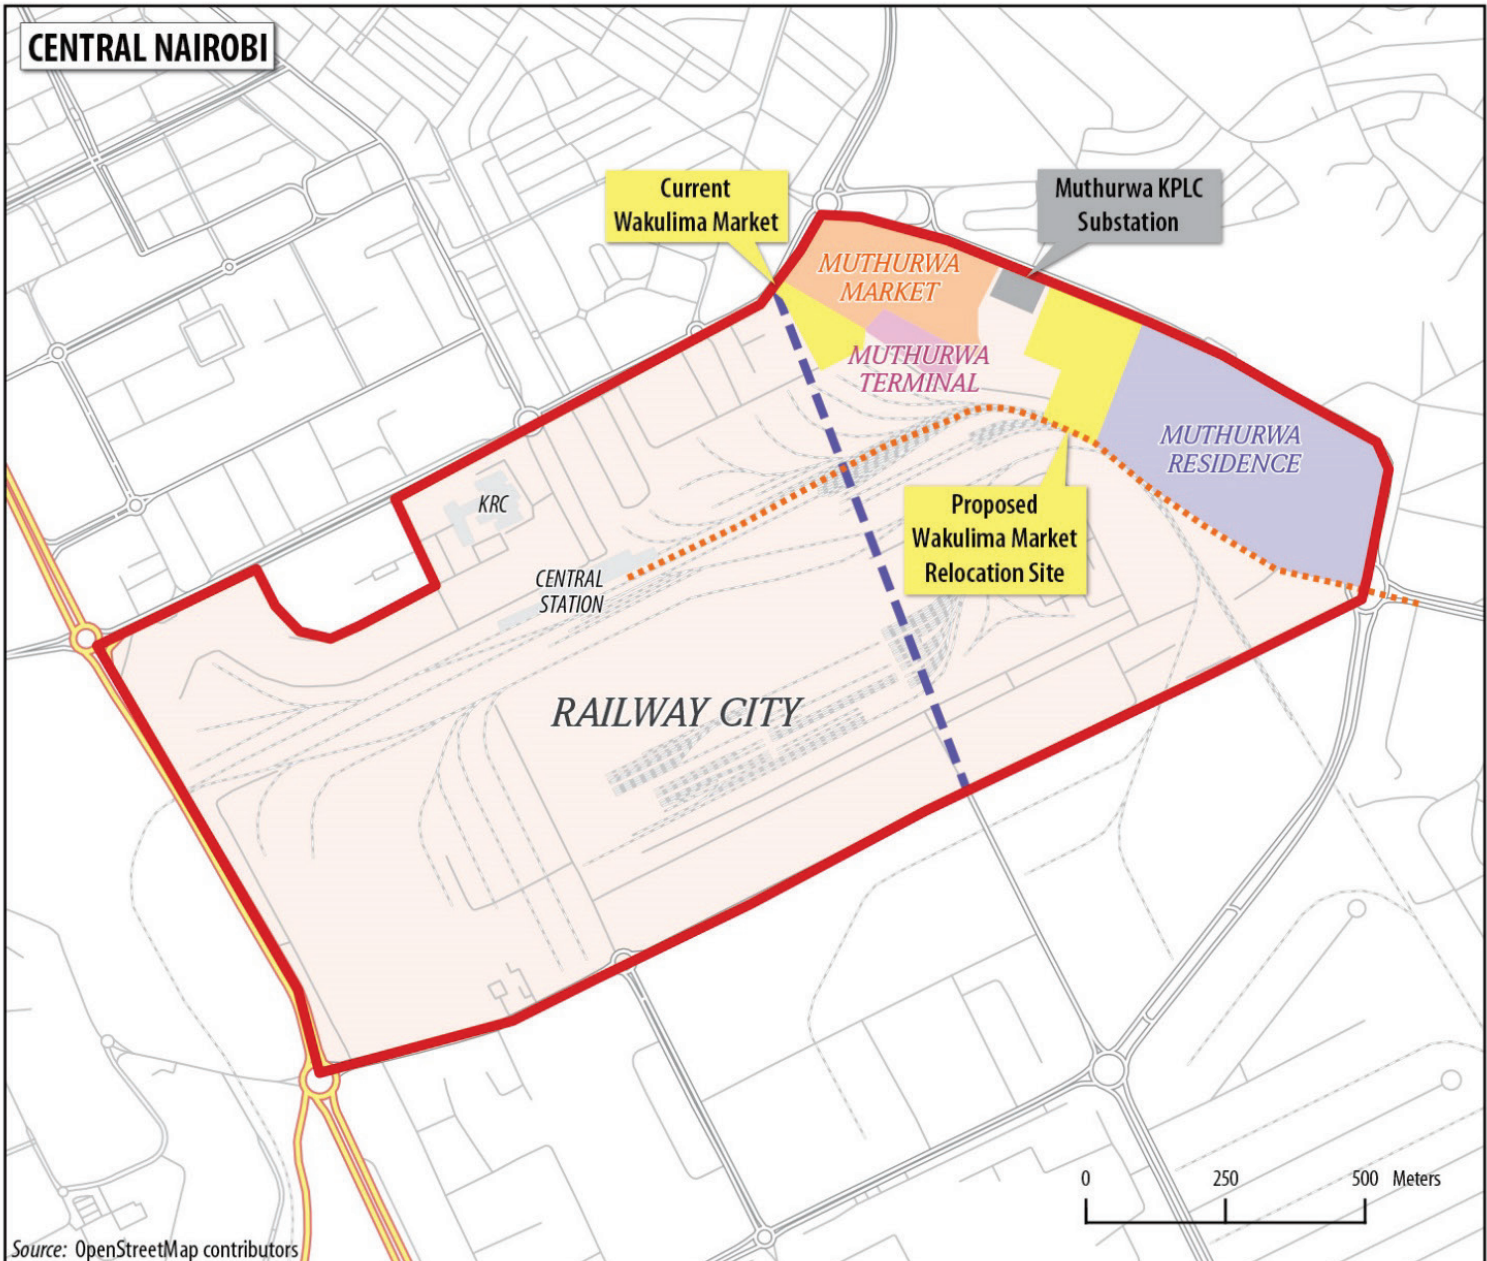 CENTRAL NAIROBI
Current
Wakulima Market
Muthurwa KPLC
Substation
MUTHURWA
MARKET
MUTHURWA
TERMINAL
MUTHURWA
RESIDENCE
KRC
Proposed
Wakulima Market
Relocation Site
CENTRAL
STATION
RAILWAY CITY
0 250 500 Meters
Source: OpenStreetMap contributors